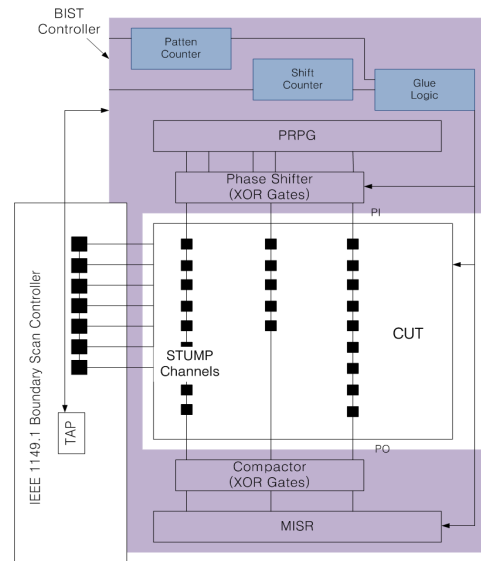 BIST
Controller
Patten
Counter
Shift
Counter
Glue
Logic
PRPG
Phase Shifter
(XOR Gates)
PI
IEEE 1149.1 Boundary Scan Controller
TAP
STUMP
Channels
CUT
PO
Compactor
(XOR Gates)
MISR